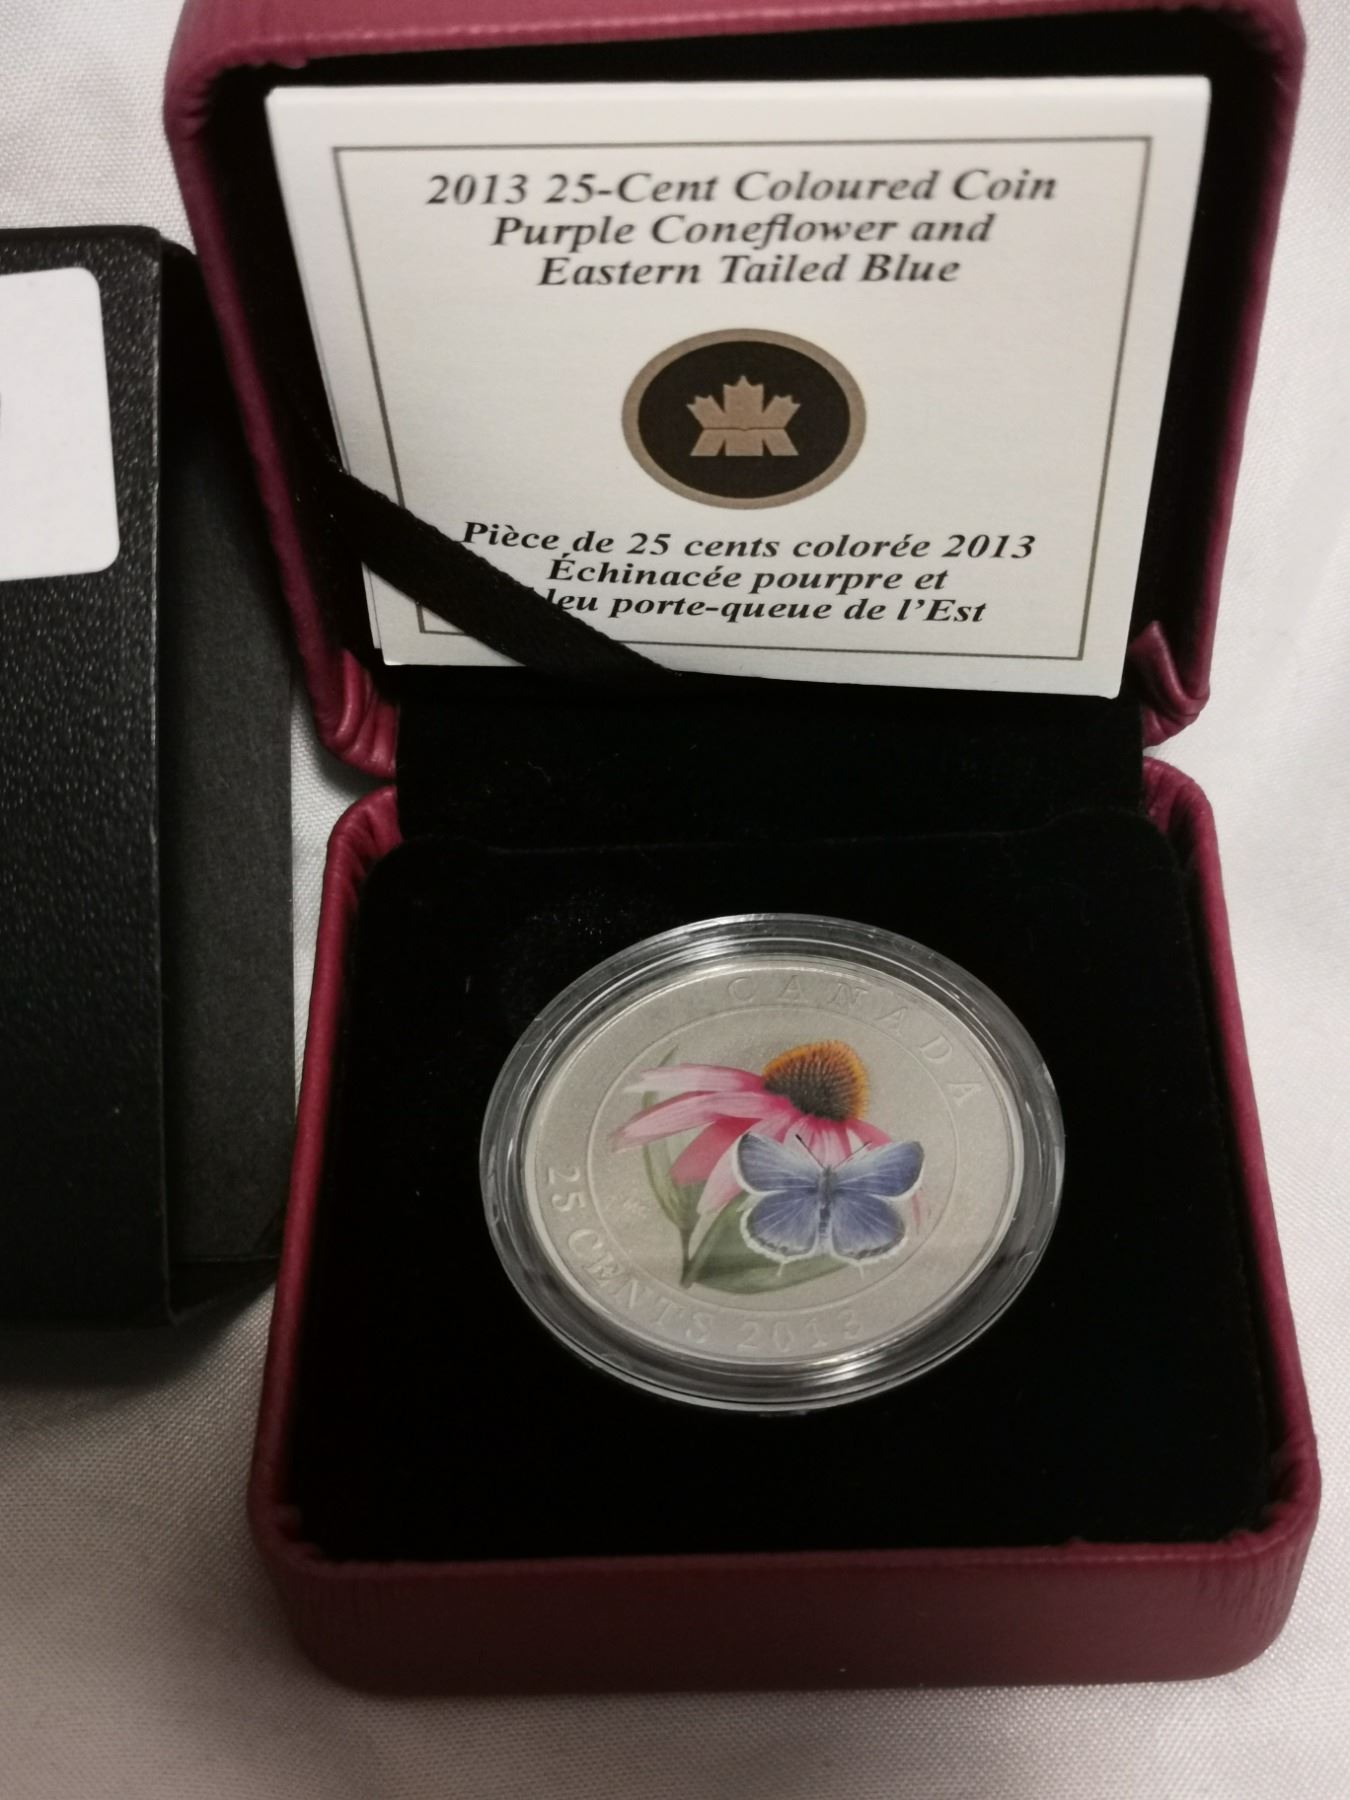 2013 25-Cent Coloured Coin
Purple Coneflower and
Eastern Tailed Blue
Pièce de 25 cents colorée 2013
Échinacée pourpre et
porte-queue de l'Est
CANADA
25 CENTS 2013